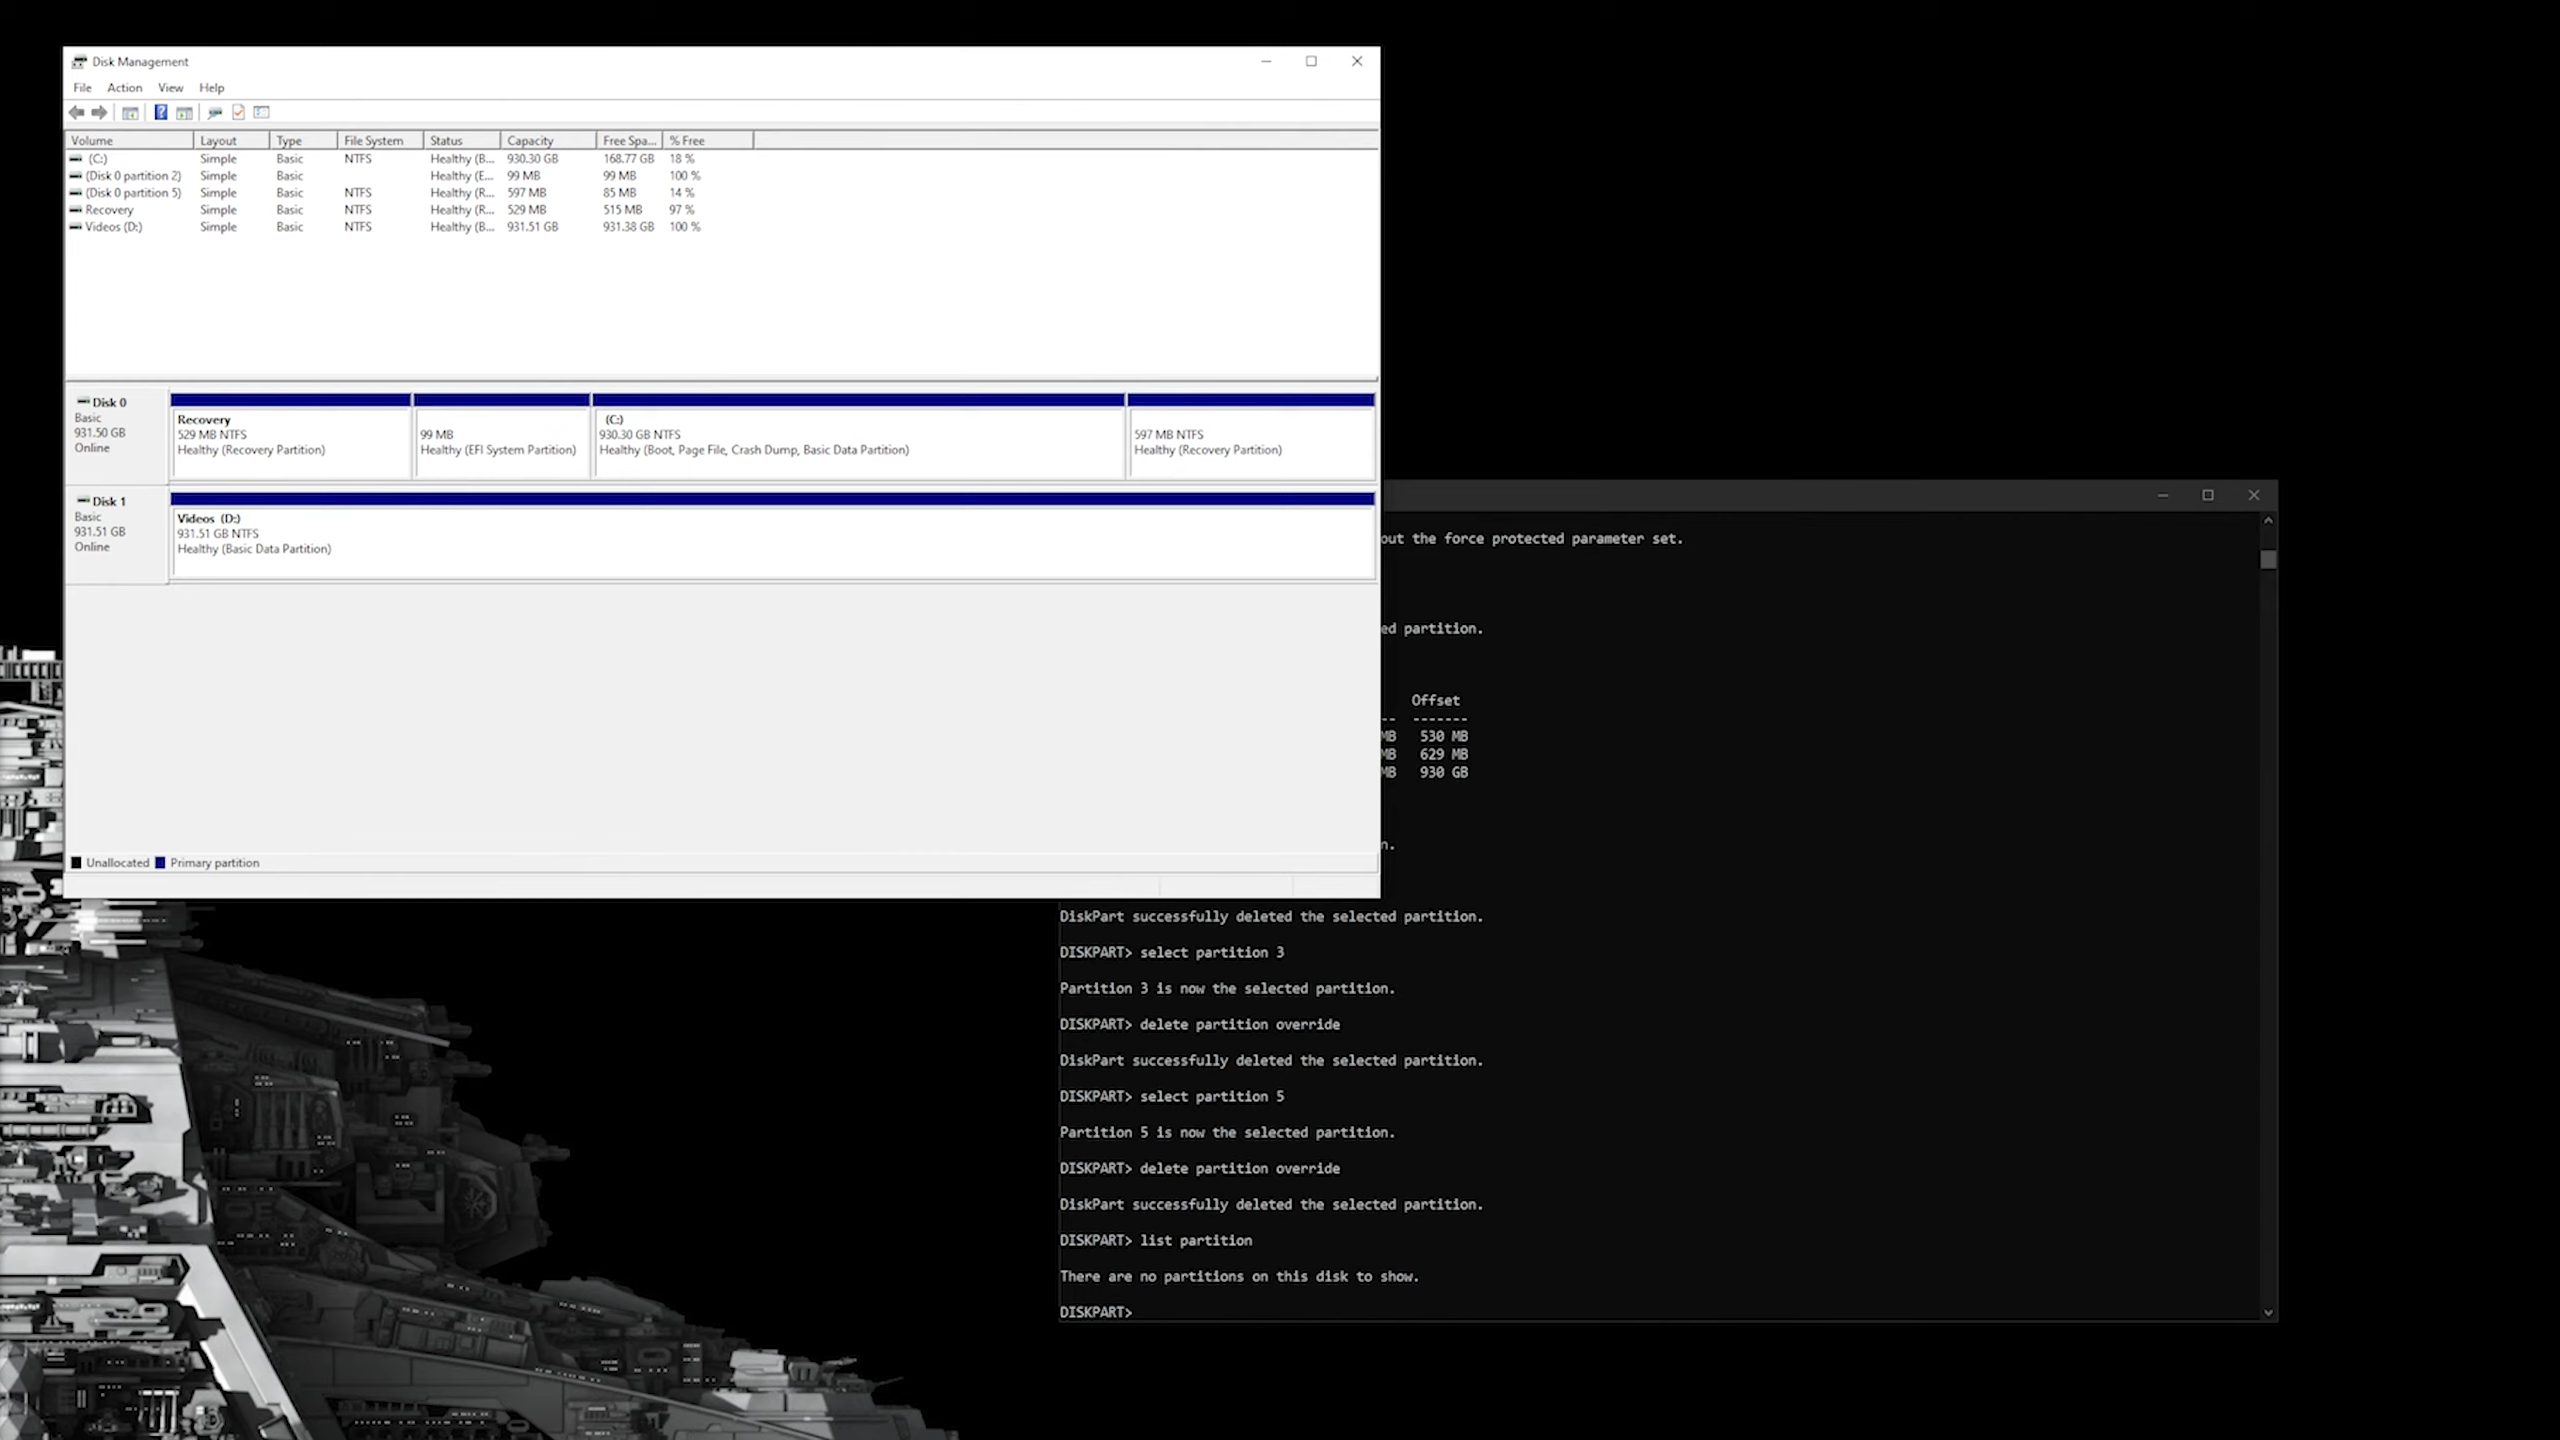 Disk Management
File Action View Help
Volume Layout Type File System Status Capacity Free Spa... % Free
(C:) Simple Basic NTFS Healthy (B... 930.30 GB 168.77 GB 18 %
(Disk 0 partition 2) Simple Basic Healthy (E... 99 MB 99 MB 100 %
(Disk 0 partition 5) Simple Basic NTFS Healthy (R... 597 MB 85 MB 14 %
Recovery Simple Basic NTFS Healthy (R... 529 MB 515 MB 97 %
Videos (D:) Simple Basic NTFS Healthy (B... 931.51 GB 931.38 GB 100 %
Disk 0
Basic
931.50 GB
Online
Recovery
529 MB NTFS
Healthy (Recovery Partition)
99 MB
Healthy (EFI System Partition)
(C:)
930.30 GB NTFS
Healthy (Boot, Page File, Crash Dump, Basic Data Partition)
597 MB NTFS
Healthy (Recovery Partition)
Disk 1
Basic
931.51 GB
Online
Videos (D:)
931.51 GB NTFS
Healthy (Basic Data Partition)
Unallocated Primary partition
out the force protected parameter set.
ed partition.
Offset
-- -------
MB 530 MB
MB 629 MB
MB 930 GB
n.
DiskPart successfully deleted the selected partition.
DISKPART> select partition 3
Partition 3 is now the selected partition.
DISKPART> delete partition override
DiskPart successfully deleted the selected partition.
DISKPART> select partition 5
Partition 5 is now the selected partition.
DISKPART> delete partition override
DiskPart successfully deleted the selected partition.
DISKPART> list partition
There are no partitions on this disk to show.
DISKPART>